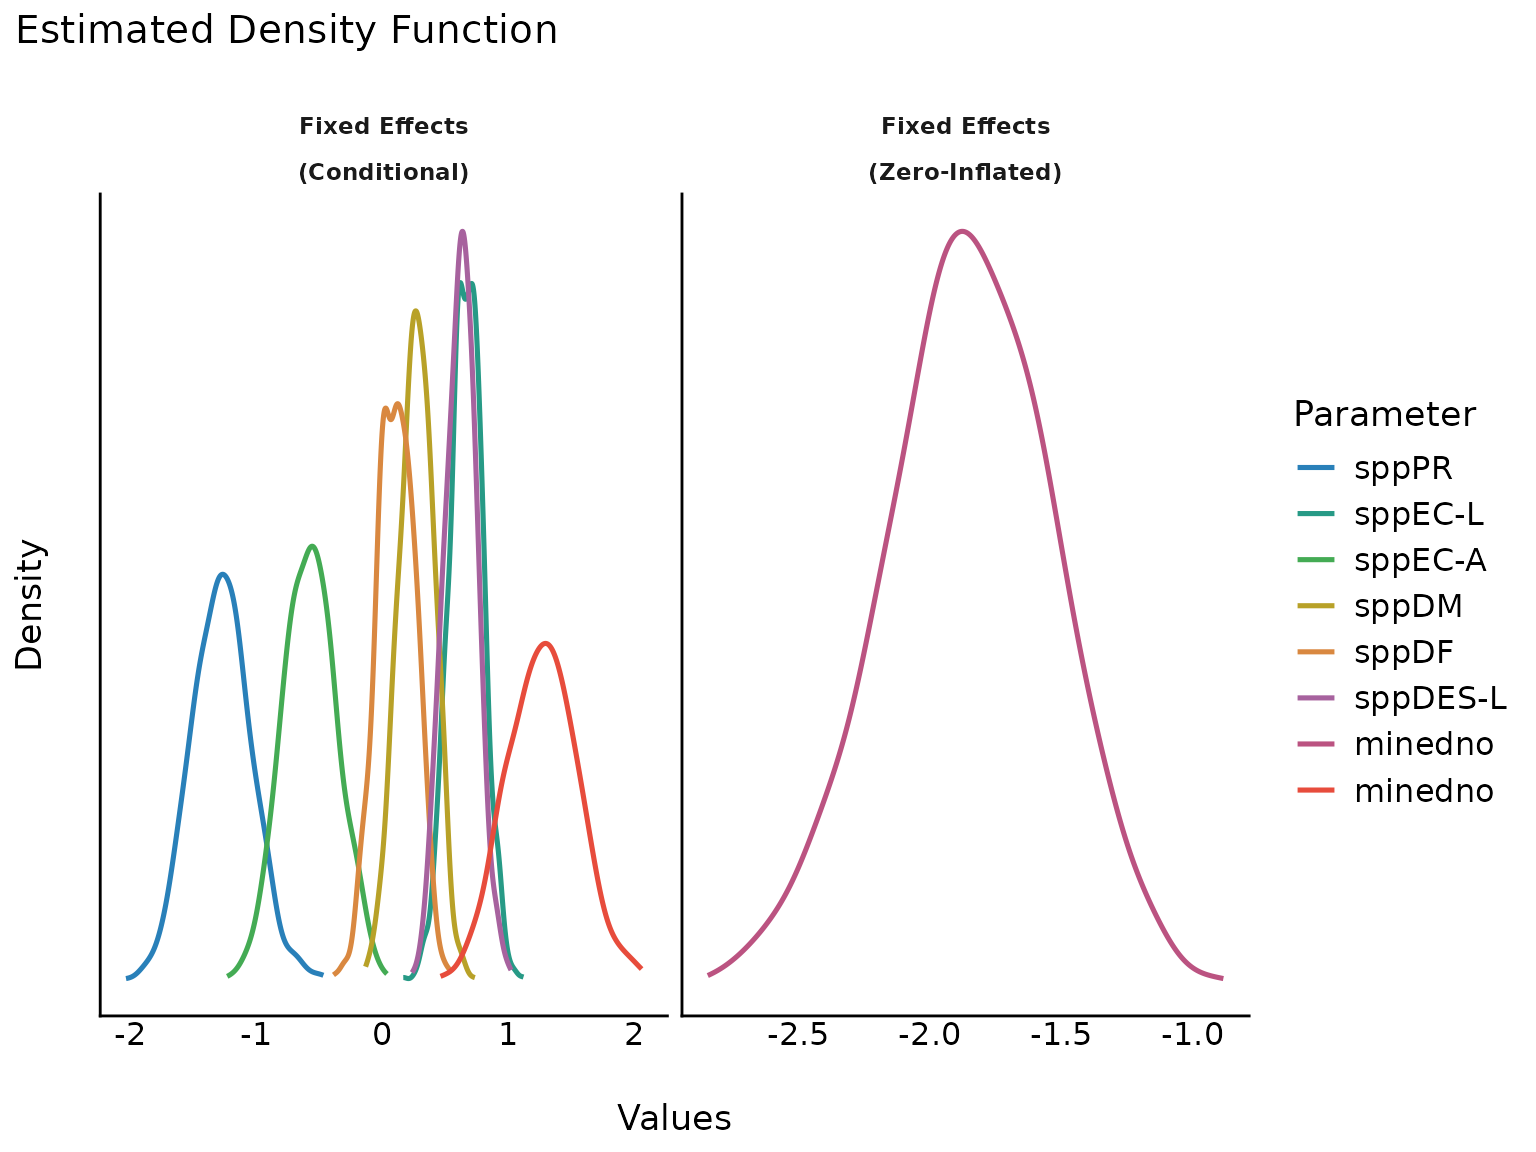 Estimated Density Function
Fixed Effects
(Conditional)
Fixed Effects
(Zero-Inflated)
Density
-2 -1 0 1 2
-2.5 -2.0 -1.5 -1.0
Values
Parameter
sppPR
sppEC-L
sppEC-A
sppDM
sppDF
sppDES-L
minedno
minedno